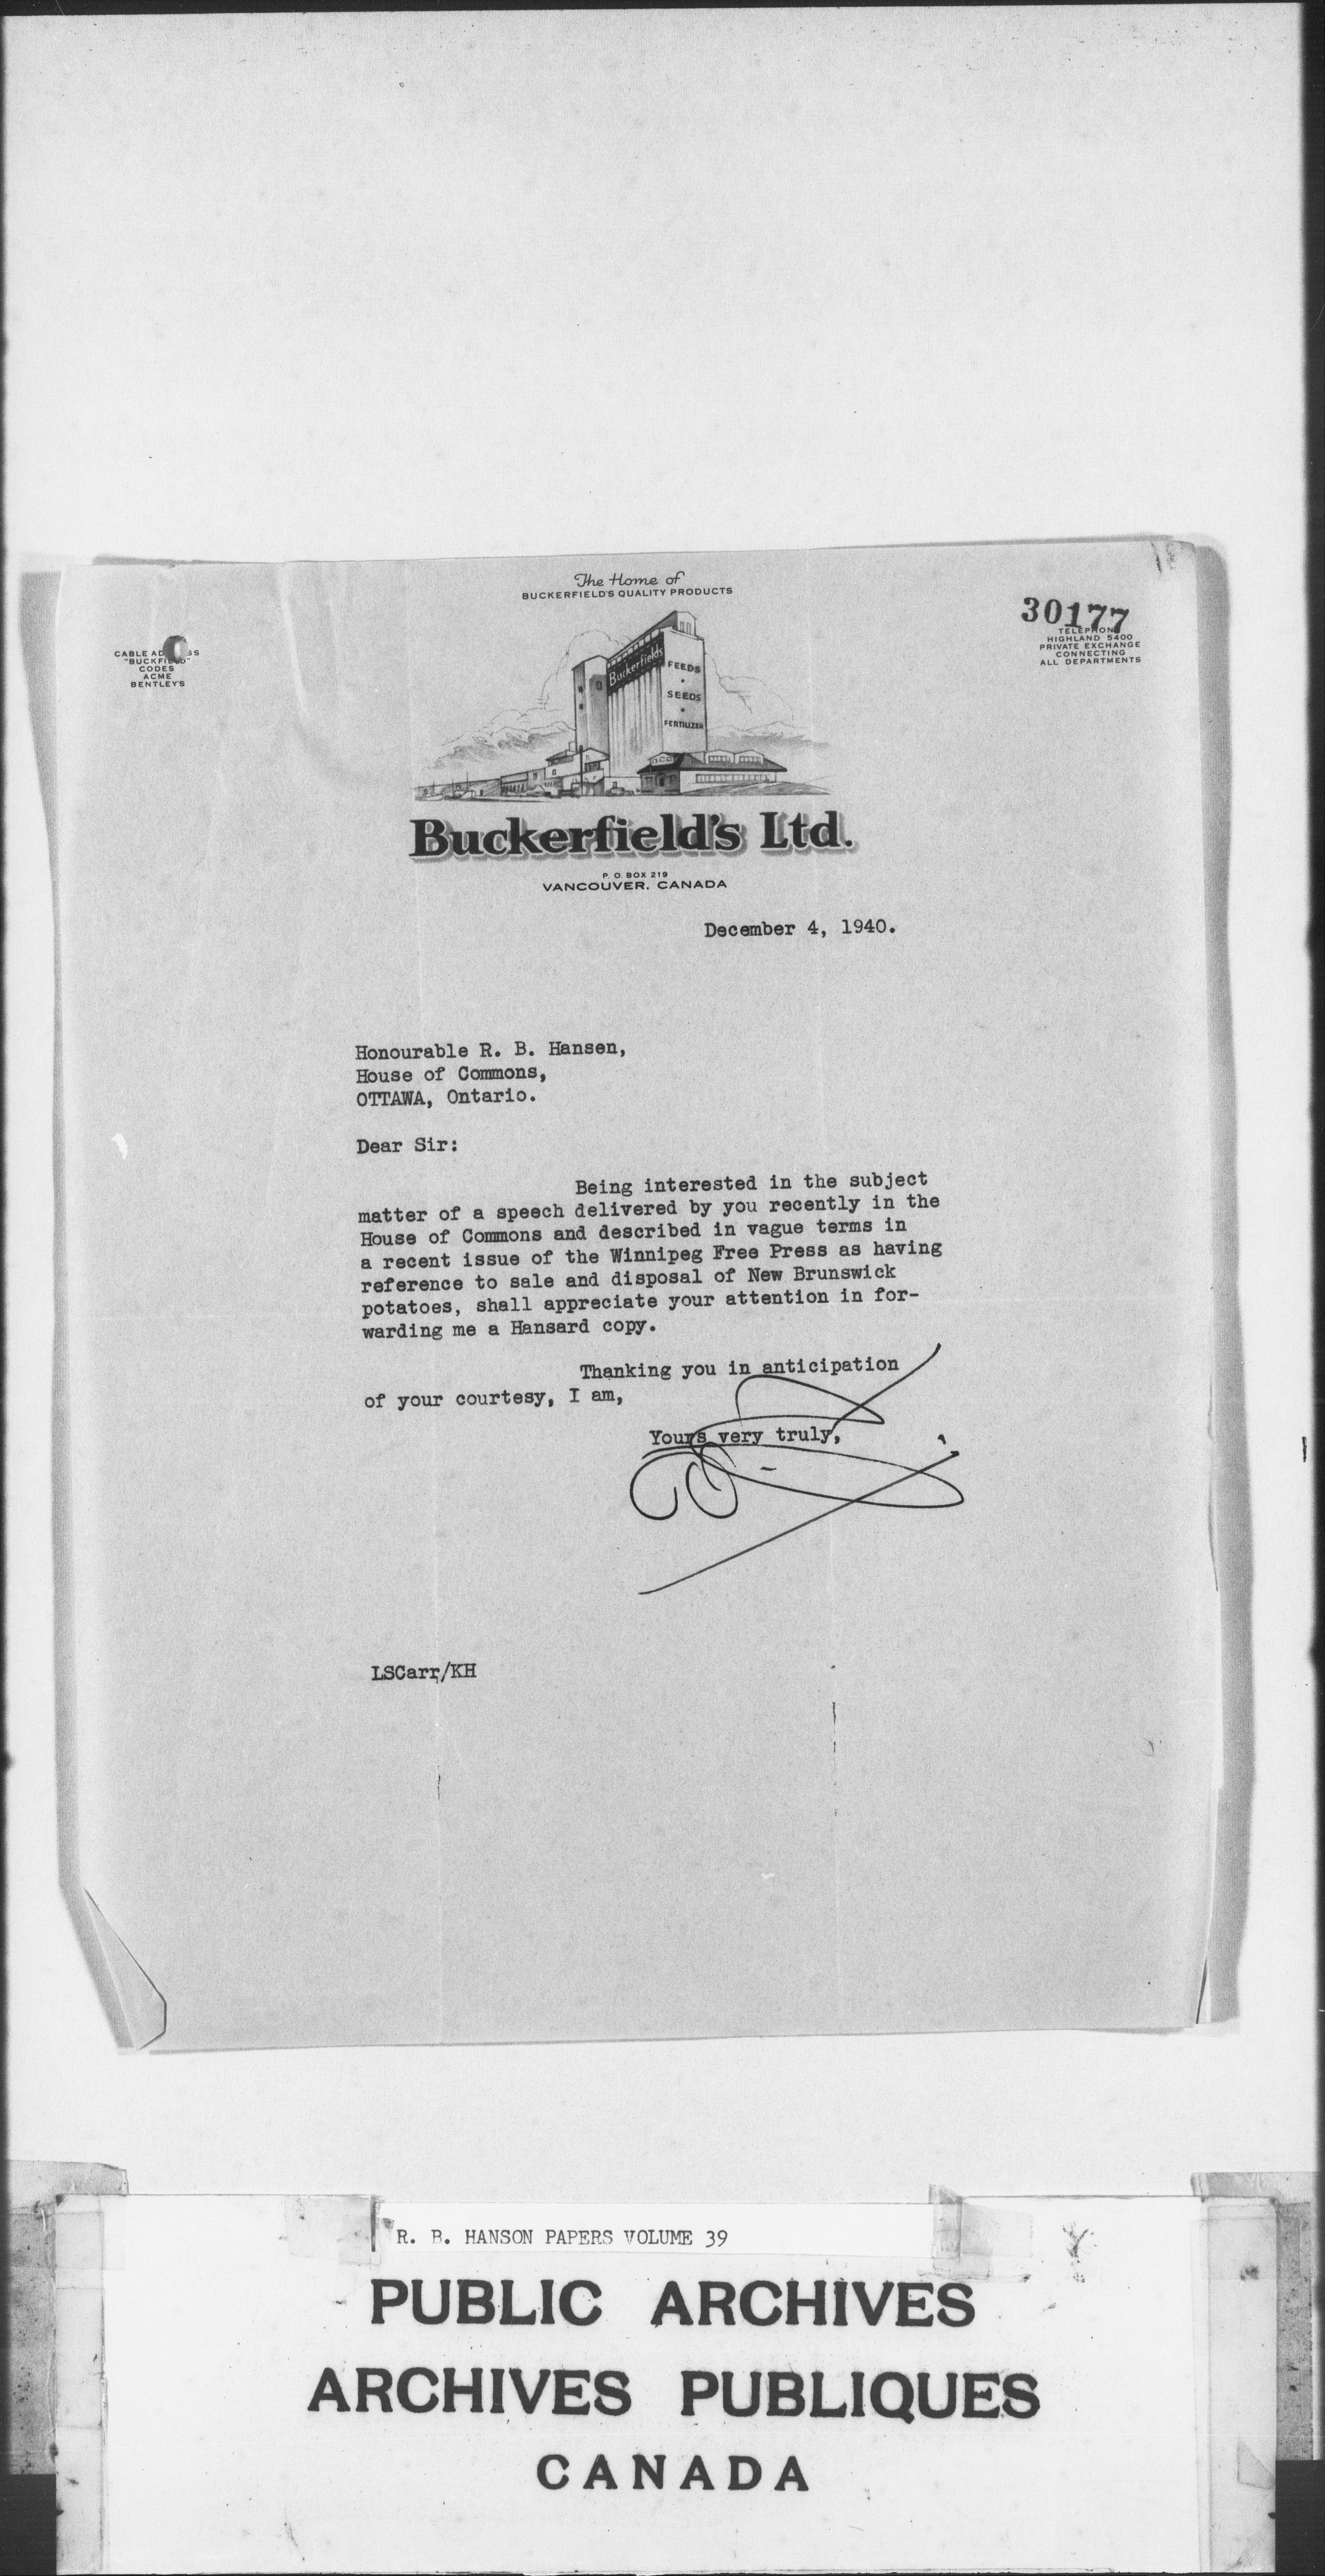 The Home of
BUCKERFIELD'S QUALITY PRODUCTS
30177
TELEPHONE
HIGHLAND 5400
PRIVATE EXCHANGE
CONNECTING
ALL DEPARTMENTS
CABLE ADDRESS
"BUCKFIELD"
CODES
ACME
BENTLEYS
Buckerfield's
FEEDS
SEEDS
FERTILIZER
Buckerfield's Ltd.
P. O. BOX 219
VANCOUVER, CANADA
December 4, 1940.
Honourable R. B. Hansen,
House of Commons,
OTTAWA, Ontario.
Dear Sir:
Being interested in the subject
matter of a speech delivered by you recently in the
House of Commons and described in vague terms in
a recent issue of the Winnipeg Free Press as having
reference to sale and disposal of New Brunswick
potatoes, shall appreciate your attention in for-
warding me a Hansard copy.
Thanking you in anticipation
of your courtesy, I am,
Yours very truly,
LSCarr/KH
R. B. HANSON PAPERS VOLUME 39
PUBLIC ARCHIVES
ARCHIVES PUBLIQUES
CANADA